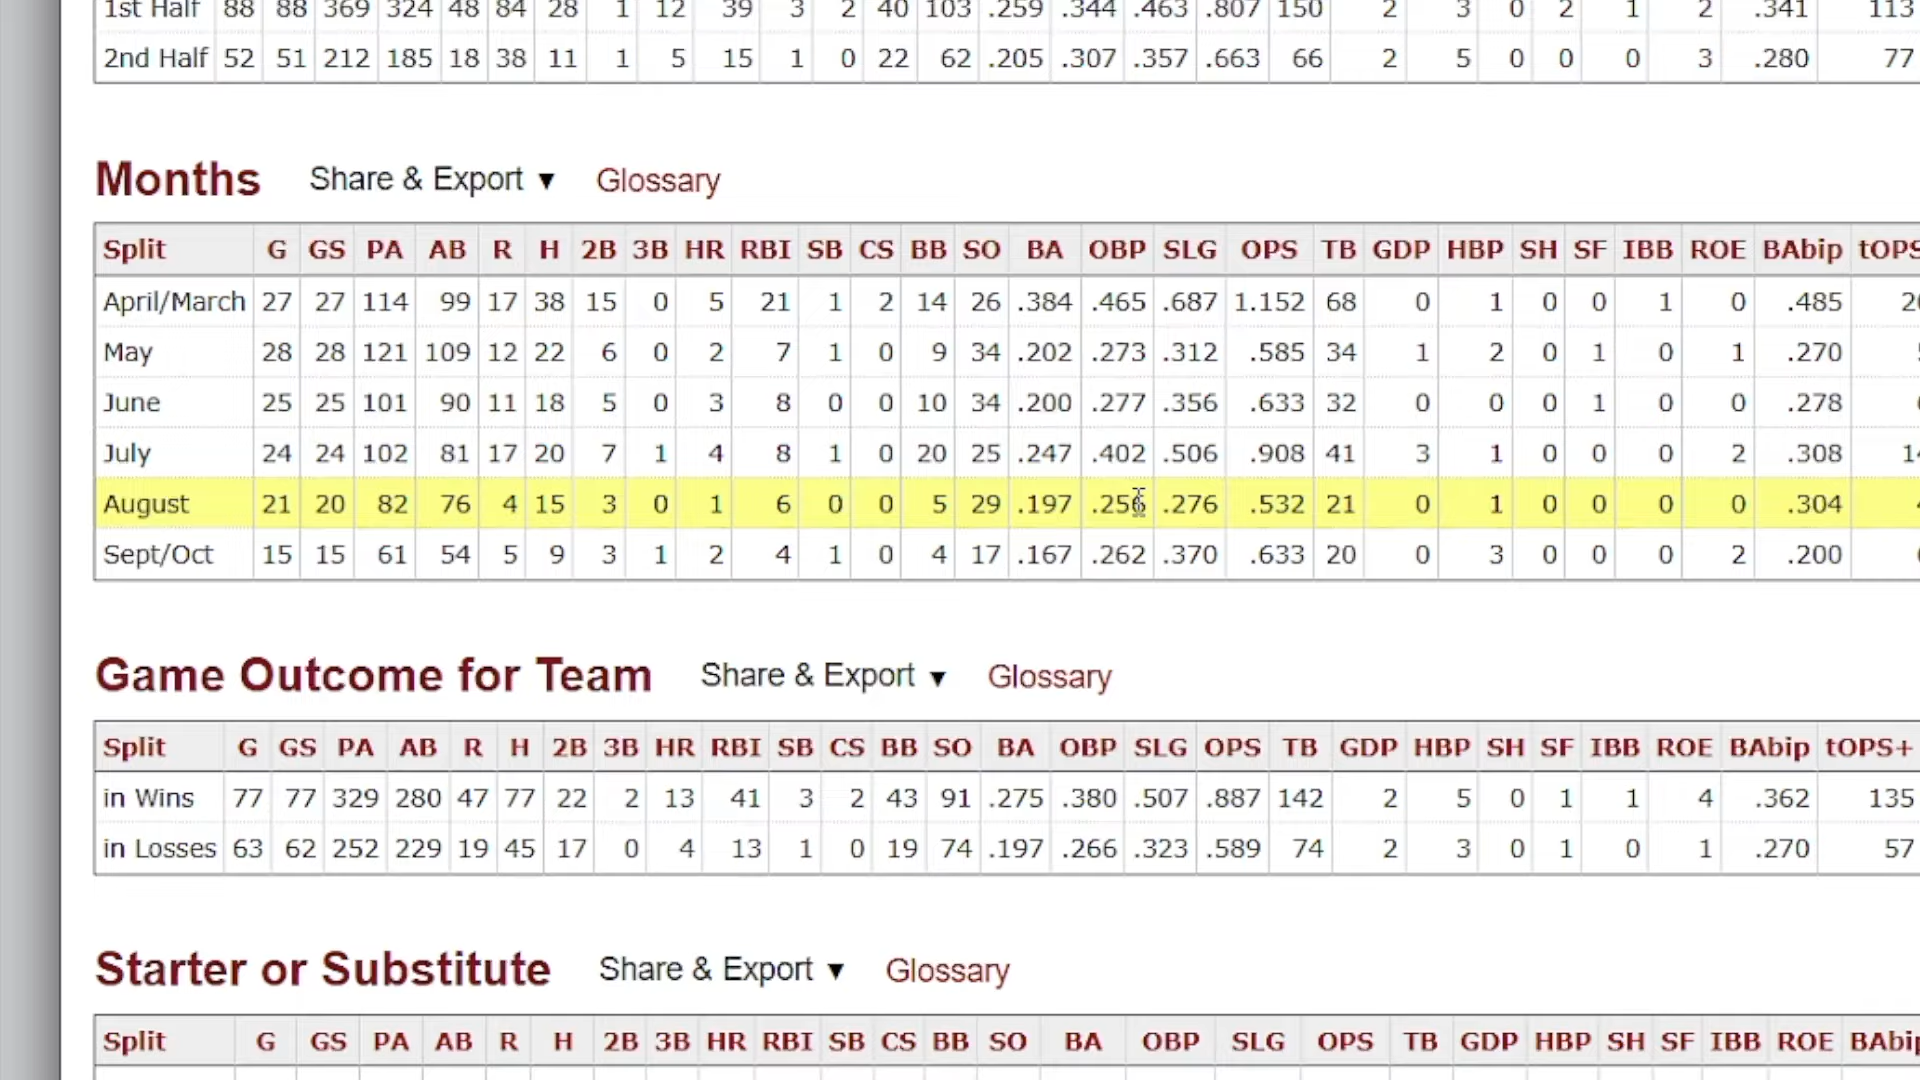 1st Half 88 88 369 324 48 84 28 1 12 39 3 2 40 103 .259 .344 .463 .807 150 2 3 0 2 1 2 .341 113
2nd Half 52 51 212 185 18 38 11 1 5 15 1 0 22 62 .205 .307 .357 .663 66 2 5 0 0 0 3 .280 77
Months Share & Export ▼ Glossary
Split G GS PA AB R H 2B 3B HR RBI SB CS BB SO BA OBP SLG OPS TB GDP HBP SH SF IBB ROE BAbip tOPS
April/March 27 27 114 99 17 38 15 0 5 21 1 2 14 26 .384 .465 .687 1.152 68 0 1 0 0 1 0 .485
May 28 28 121 109 12 22 6 0 2 7 1 0 9 34 .202 .273 .312 .585 34 1 2 0 1 0 1 .270
June 25 25 101 90 11 18 5 0 3 8 0 0 10 34 .200 .277 .356 .633 32 0 0 0 1 0 0 .278
July 24 24 102 81 17 20 7 1 4 8 1 0 20 25 .247 .402 .506 .908 41 3 1 0 0 0 2 .308
August 21 20 82 76 4 15 3 0 1 6 0 0 5 29 .197 .256 .276 .532 21 0 1 0 0 0 0 .304
Sept/Oct 15 15 61 54 5 9 3 1 2 4 1 0 4 17 .167 .262 .370 .633 20 0 3 0 0 0 2 .200
Game Outcome for Team Share & Export ▼ Glossary
Split G GS PA AB R H 2B 3B HR RBI SB CS BB SO BA OBP SLG OPS TB GDP HBP SH SF IBB ROE BAbip tOPS+
in Wins 77 77 329 280 47 77 22 2 13 41 3 2 43 91 .275 .380 .507 .887 142 2 5 0 1 1 4 .362 135
in Losses 63 62 252 229 19 45 17 0 4 13 1 0 19 74 .197 .266 .323 .589 74 2 3 0 1 0 1 .270 57
Starter or Substitute Share & Export ▼ Glossary
Split G GS PA AB R H 2B 3B HR RBI SB CS BB SO BA OBP SLG OPS TB GDP HBP SH SF IBB ROE BAbip